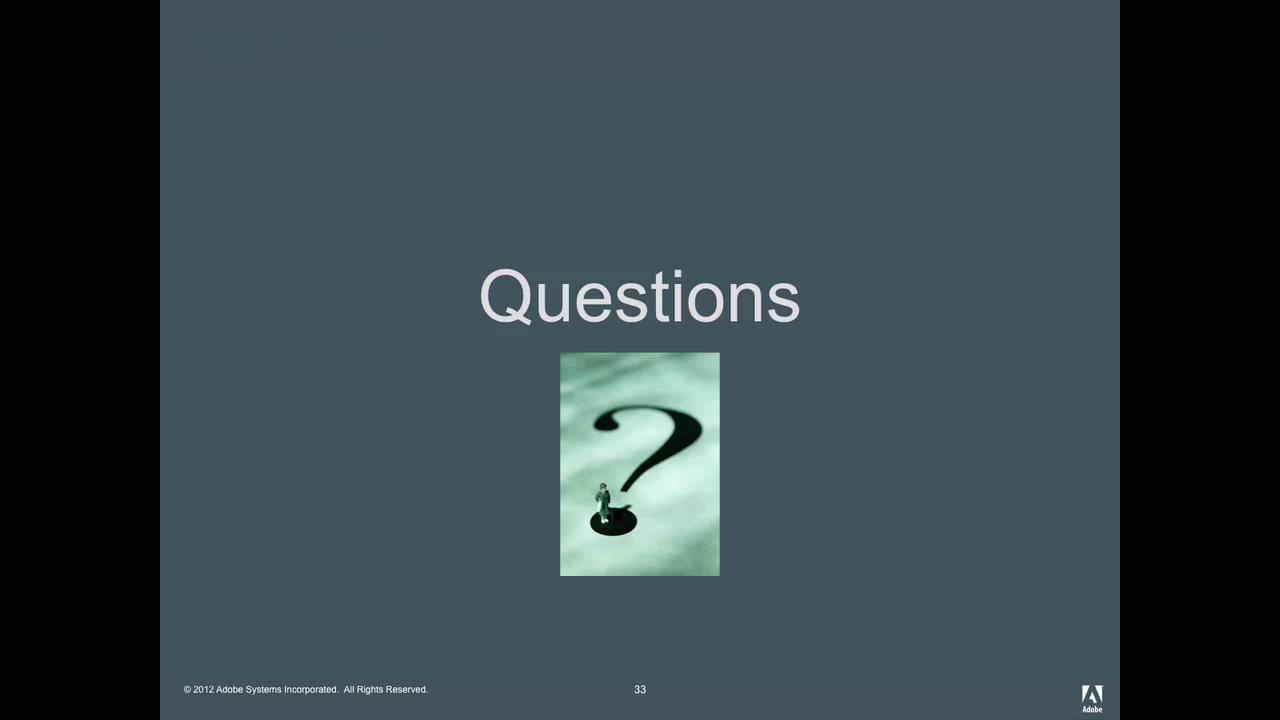 Questions
?
© 2012 Adobe Systems Incorporated. All Rights Reserved.
33
Adobe